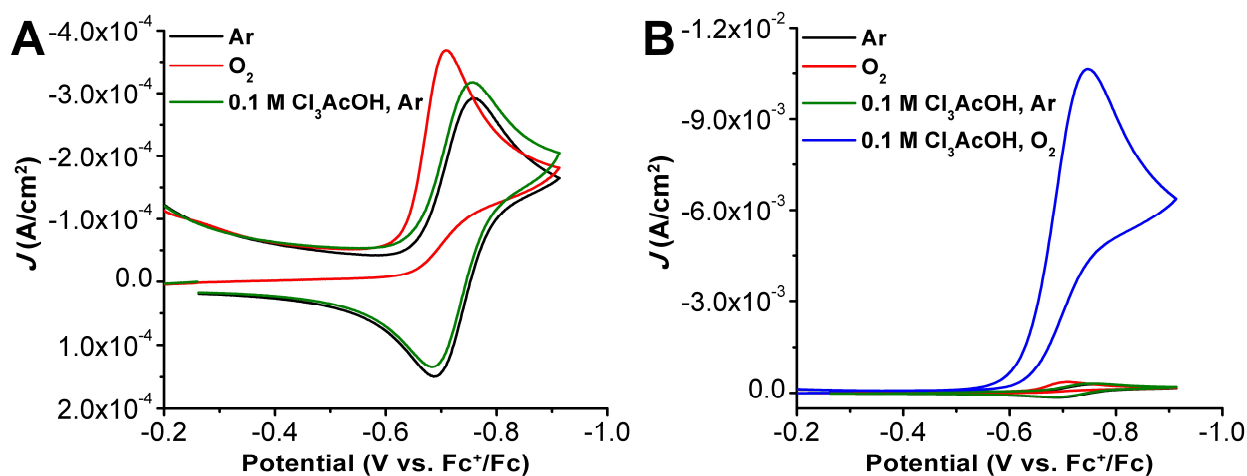 A
Ar
O₂
0.1 M Cl₃AcOH, Ar
-4.0x10⁻⁴
-3.0x10⁻⁴
-2.0x10⁻⁴
-1.0x10⁻⁴
0.0
1.0x10⁻⁴
2.0x10⁻⁴
J (A/cm²)
-0.2 -0.4 -0.6 -0.8 -1.0
Potential (V vs. Fc⁺/Fc)
B
Ar
O₂
0.1 M Cl₃AcOH, Ar
0.1 M Cl₃AcOH, O₂
-1.2x10⁻²
-9.0x10⁻³
-6.0x10⁻³
-3.0x10⁻³
0.0
J (A/cm²)
-0.2 -0.4 -0.6 -0.8 -1.0
Potential (V vs. Fc⁺/Fc)